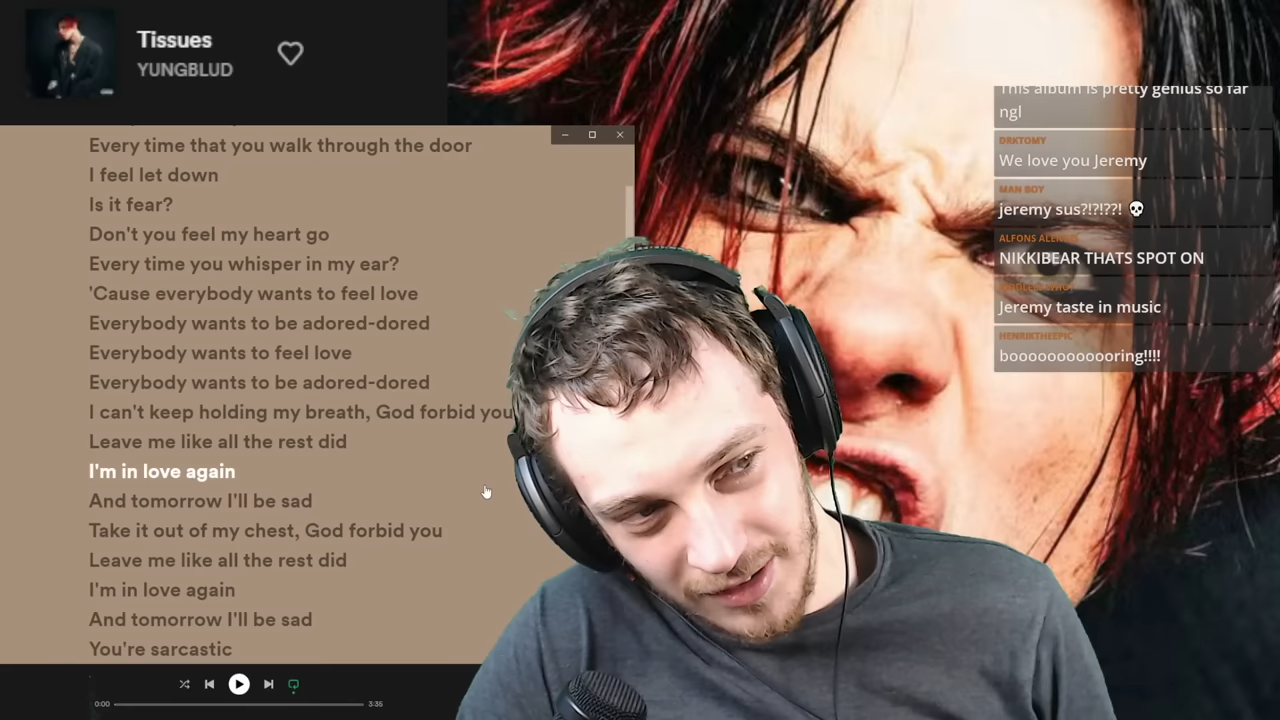 Tissues
YUNGBLUD
Every time that you walk through the door
I feel let down
Is it fear?
Don't you feel my heart go
Every time you whisper in my ear?
'Cause everybody wants to feel love
Everybody wants to be adored-dored
Everybody wants to feel love
Everybody wants to be adored-dored
I can't keep holding my breath, God forbid you
Leave me like all the rest did
I'm in love again
And tomorrow I'll be sad
Take it out of my chest, God forbid you
Leave me like all the rest did
I'm in love again
And tomorrow I'll be sad
You're sarcastic
0:00
3:35
This album is pretty genius so far
ngl
DRKTOMY
We love you Jeremy
MAN BOY
jeremy sus?!?!??! 💀
ALFONS
NIKKIBEAR THATS SPOT ON
Jeremy taste in music
HENRIKTHEEPIC
booooooooooooring!!!!